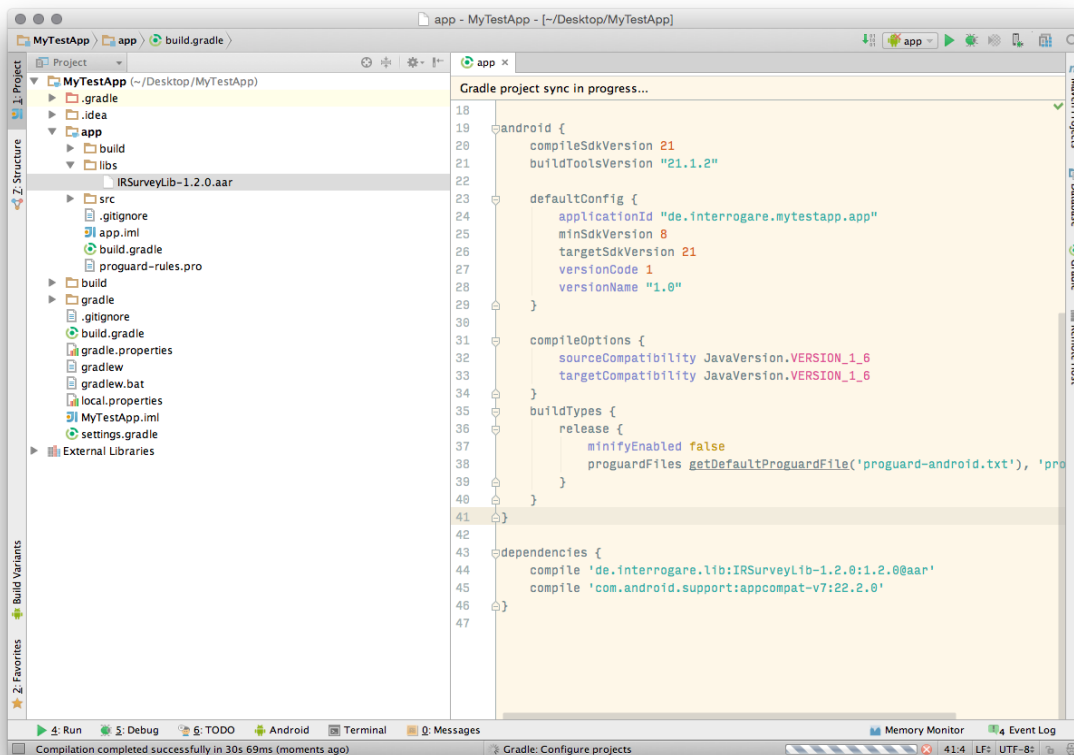 app - MyTestApp - [~/Desktop/MyTestApp]
MyTestApp app build.gradle
app
Project
app
1: Project
7: Structure
Build Variants
2: Favorites
MyTestApp (~/Desktop/MyTestApp)
.gradle
.idea
app
build
libs
IRSurveyLib-1.2.0.aar
src
.gitignore
app.iml
build.gradle
proguard-rules.pro
build
gradle
.gitignore
build.gradle
gradle.properties
gradlew
gradlew.bat
local.properties
MyTestApp.iml
settings.gradle
External Libraries
Gradle project sync in progress...
18
19 android {
20 compileSdkVersion 21
21 buildToolsVersion "21.1.2"
22
23 defaultConfig {
24 applicationId "de.interrogare.mytestapp.app"
25 minSdkVersion 8
26 targetSdkVersion 21
27 versionCode 1
28 versionName "1.0"
29 }
30
31 compileOptions {
32 sourceCompatibility JavaVersion.VERSION_1_6
33 targetCompatibility JavaVersion.VERSION_1_6
34 }
35 buildTypes {
36 release {
37 minifyEnabled false
38 proguardFiles getDefaultProguardFile('proguard-android.txt'), 'pro
39 }
40 }
41 }
42
43 dependencies {
44 compile 'de.interrogare.lib:IRSurveyLib-1.2.0:1.2.0@aar'
45 compile 'com.android.support:appcompat-v7:22.2.0'
46 }
47
4: Run 5: Debug 6: TODO Android Terminal 0: Messages Memory Monitor 4 Event Log
Compilation completed successfully in 30s 69ms (moments ago) Gradle: Configure projects 41:4 LF÷ UTF-8÷